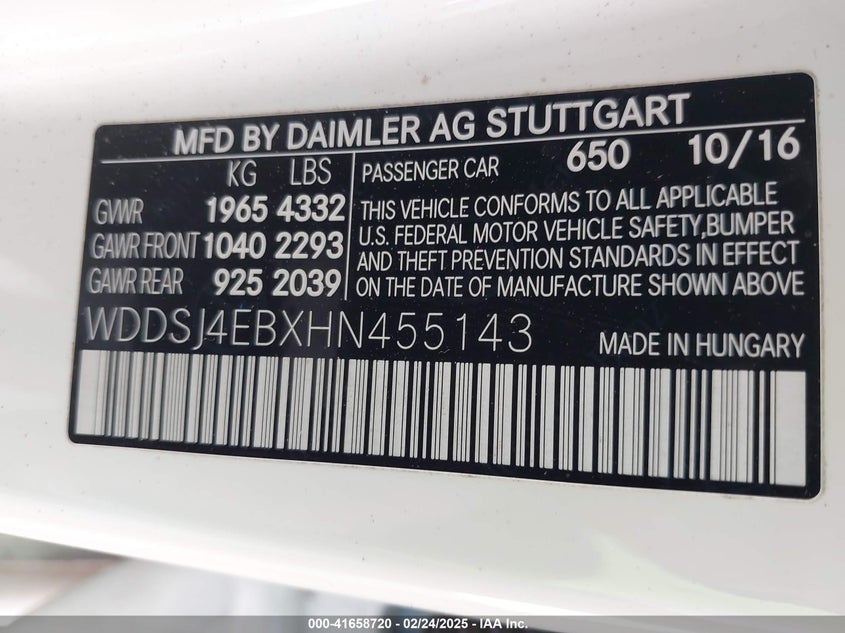 MFD BY DAIMLER AG STUTTGART
KG LBS
GVWR 1965 4332
GAWR FRONT 1040 2293
GAWR REAR 925 2039
PASSENGER CAR 650 10/16
THIS VEHICLE CONFORMS TO ALL APPLICABLE
U.S. FEDERAL MOTOR VEHICLE SAFETY,BUMPER
AND THEFT PREVENTION STANDARDS IN EFFECT
ON THE DATE OF MANUFACTURE SHOWN ABOVE
WDDSJ4EBXHN455143 MADE IN HUNGARY
000-41658720 - 02/24/2025 - IAA Inc.